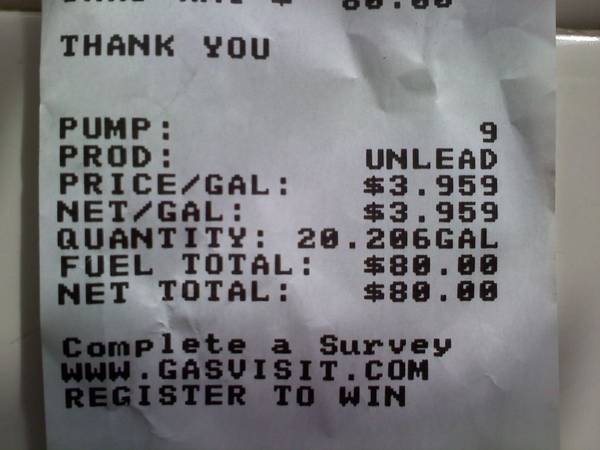 THANK YOU
PUMP: 9
PROD: UNLEAD
PRICE/GAL: $3.959
NET/GAL: $3.959
QUANTITY: 20.206GAL
FUEL TOTAL: $80.00
NET TOTAL: $80.00
Complete a Survey
WWW.GASVISIT.COM
REGISTER TO WIN